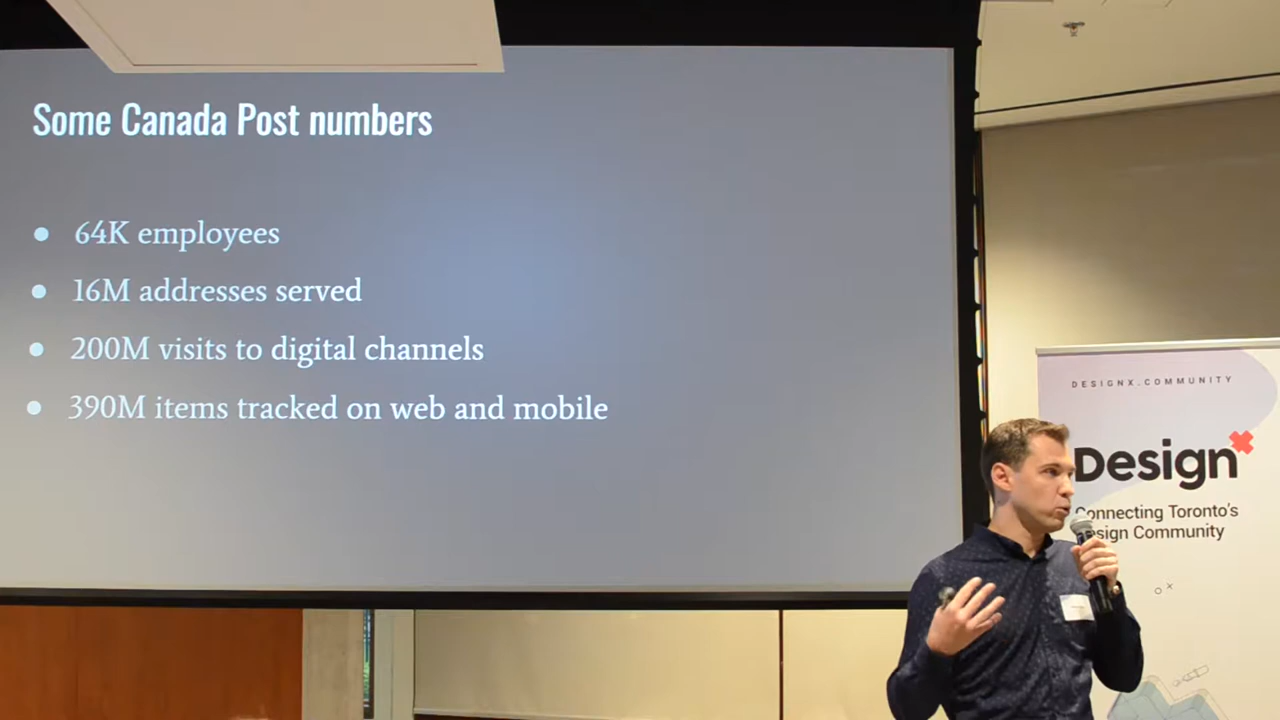 Some Canada Post numbers
64K employees
16M addresses served
200M visits to digital channels
390M items tracked on web and mobile
DESIGNX.COMMUNITY
Design
Connecting Toronto's
Design Community